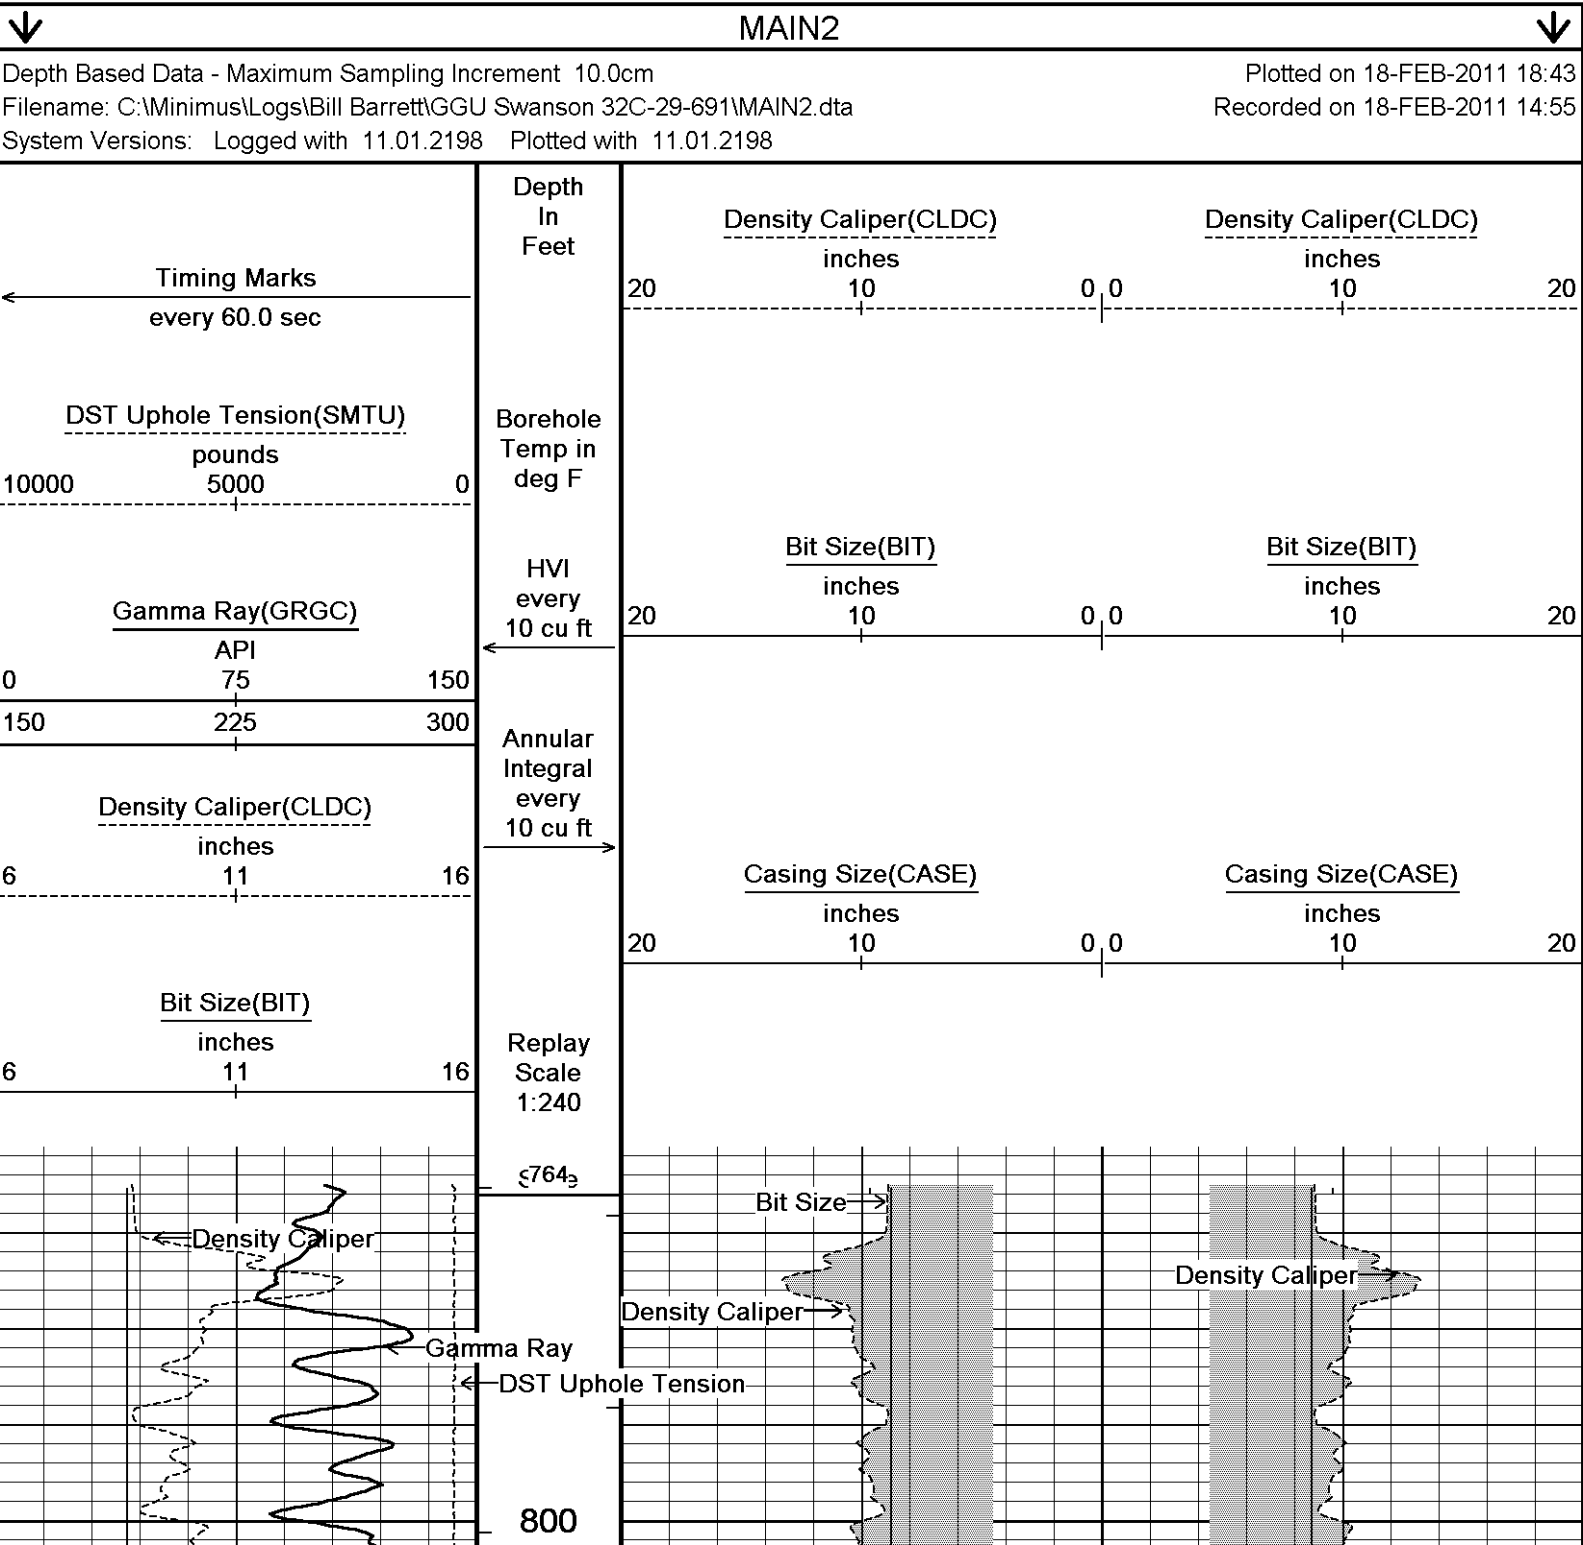 MAIN2
Depth Based Data - Maximum Sampling Increment 10.0cm
Plotted on 18-FEB-2011 18:43
Filename: C:\Minimus\Logs\Bill Barrett\GGU Swanson 32C-29-691\MAIN2.dta
Recorded on 18-FEB-2011 14:55
System Versions: Logged with 11.01.2198 Plotted with 11.01.2198
Timing Marks
every 60.0 sec
DST Uphole Tension(SMTU)
pounds
10000 5000 0
Gamma Ray(GRGC)
API
0 75 150
150 225 300
Density Caliper(CLDC)
inches
6 11 16
Bit Size(BIT)
inches
6 11 16
Depth
In
Feet
Borehole
Temp in
deg F
HVI
every
10 cu ft
Annular
Integral
every
10 cu ft
Replay
Scale
1:240
764
Density Caliper(CLDC)
inches
20 10 0
Density Caliper(CLDC)
inches
0 10 20
Bit Size(BIT)
inches
20 10 0
Bit Size(BIT)
inches
0 10 20
Casing Size(CASE)
inches
20 10 0
Casing Size(CASE)
inches
0 10 20
Bit Size
Density Caliper
Density Caliper
Density Caliper
Gamma Ray
DST Uphole Tension
800